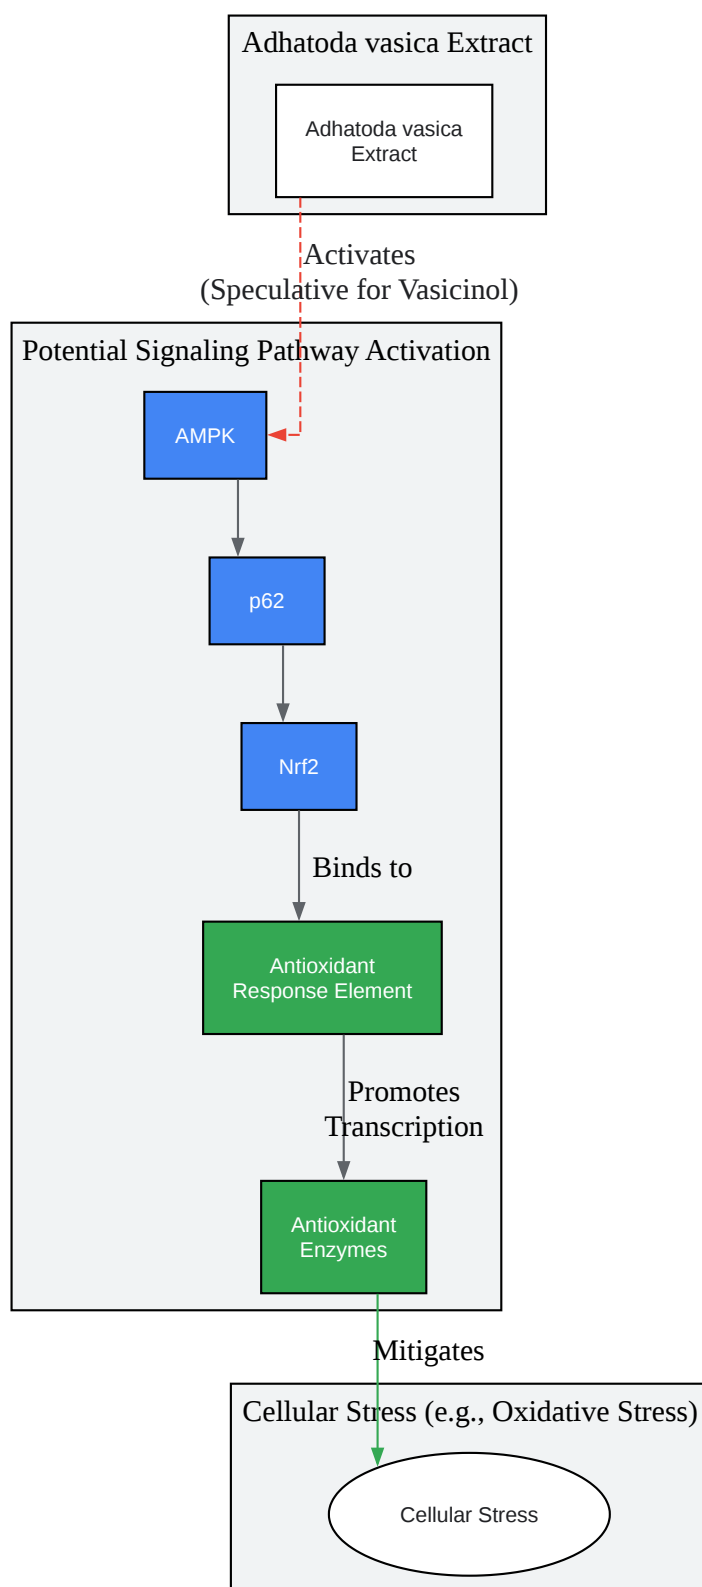 Adhatoda vasica Extract
Adhatoda vasica
Extract
Activates
(Speculative for Vasicinol)
Potential Signaling Pathway Activation
AMPK
p62
Nrf2
Binds to
Antioxidant
Response Element
Promotes
Transcription
Antioxidant
Enzymes
Mitigates
Cellular Stress (e.g., Oxidative Stress)
Cellular Stress